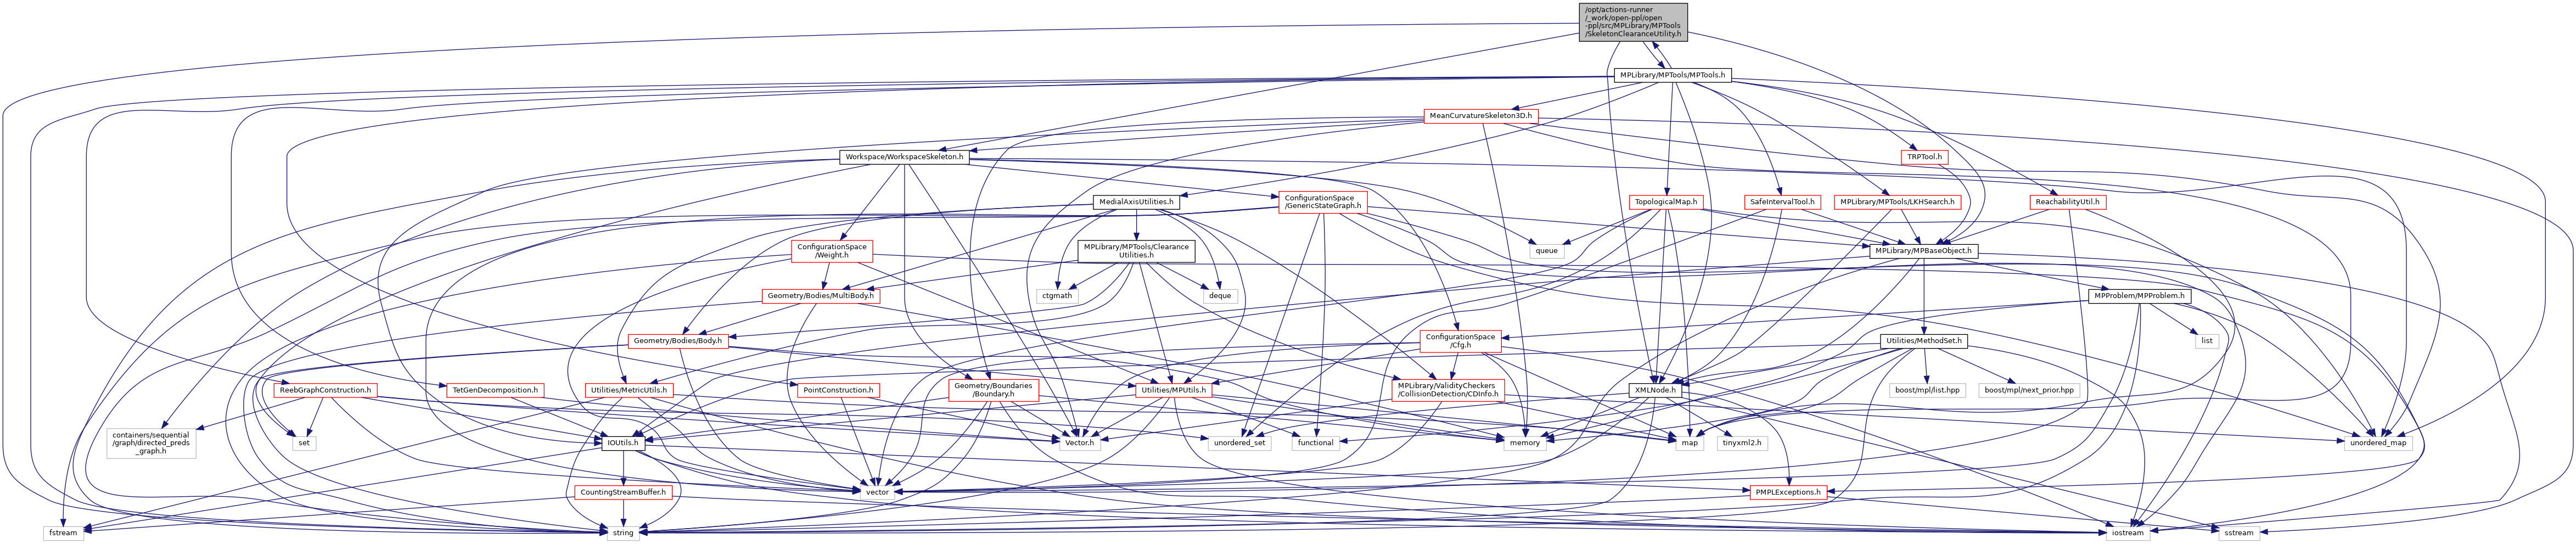 /opt/actions-runner
/_work/open-ppl/open
-ppl/src/MPLibrary/MPTools
/SkeletonClearanceUtility.h
MPLibrary/MPTools/MPTools.h
MeanCurvatureSkeleton3D.h
Workspace/WorkspaceSkeleton.h
TRPTool.h
MedialAxisUtilities.h
ConfigurationSpace
/GenericStateGraph.h
TopologicalMap.h
SafeIntervalTool.h
MPLibrary/MPTools/LKHSearch.h
ReachabilityUtil.h
ConfigurationSpace
/Weight.h
MPLibrary/MPTools/Clearance
Utilities.h
queue
MPLibrary/MPBaseObject.h
Geometry/Bodies/MultiBody.h
ctgmath
deque
MPProblem/MPProblem.h
Geometry/Bodies/Body.h
ConfigurationSpace
/Cfg.h
Utilities/MethodSet.h
list
ReebGraphConstruction.h
TetGenDecomposition.h
Utilities/MetricUtils.h
PointConstruction.h
Geometry/Boundaries
/Boundary.h
Utilities/MPUtils.h
MPLibrary/ValidityCheckers
/CollisionDetection/CDInfo.h
XMLNode.h
boost/mpl/list.hpp
boost/mpl/next_prior.hpp
containers/sequential
/graph/directed_preds
_graph.h
set
IOUtils.h
Vector.h
unordered_set
functional
memory
map
tinyxml2.h
unordered_map
CountingStreamBuffer.h
vector
PMPLExceptions.h
fstream
string
iostream
sstream